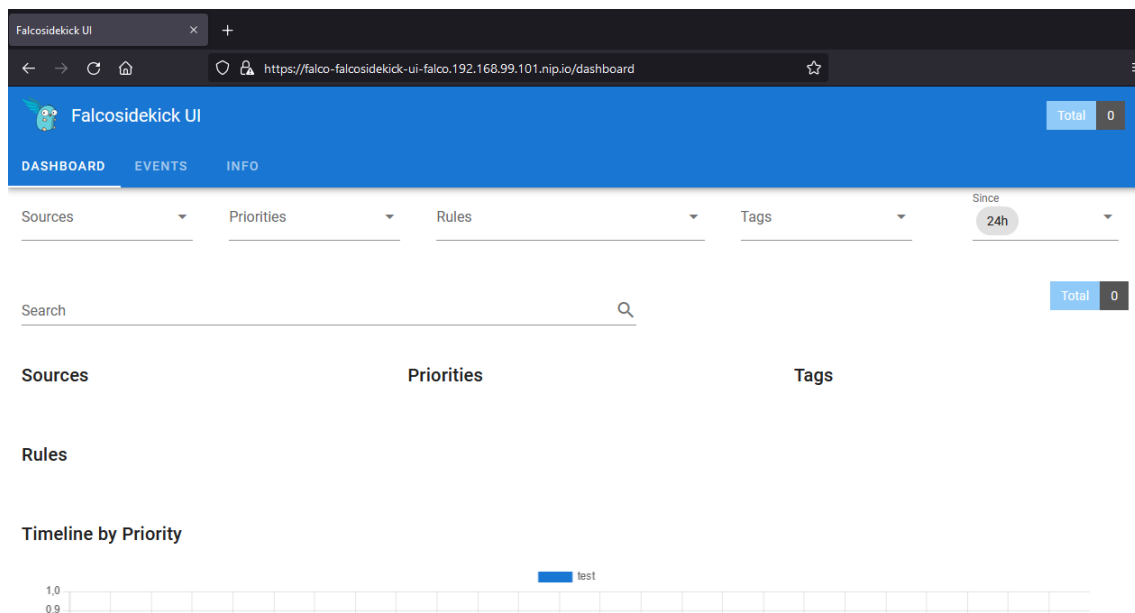 Falcosidekick UI
https://falco-falcosidekick-ui-falco.192.168.99.101.nip.io/dashboard
Falcosidekick UI
Total 0
DASHBOARD EVENTS INFO
Since
Sources Priorities Rules Tags 24h
Total 0
Search
Sources Priorities Tags
Rules
Timeline by Priority
test
1,0
0.9